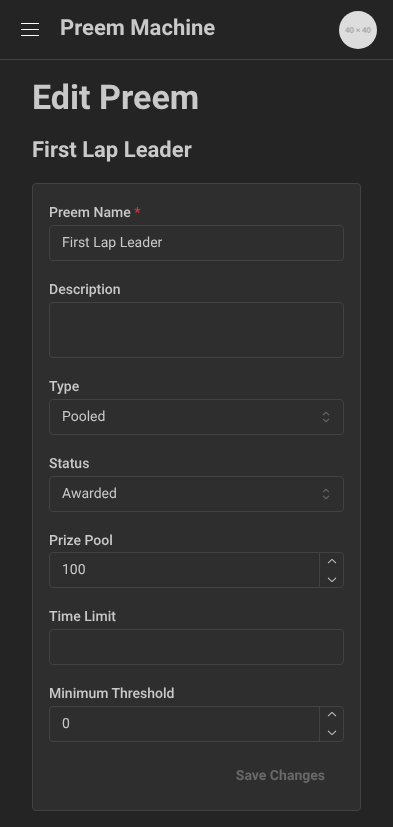 Preem Machine
40 × 40
Edit Preem
First Lap Leader
Preem Name *
First Lap Leader
Description
Type
Pooled
Status
Awarded
Prize Pool
100
Time Limit
Minimum Threshold
0
Save Changes